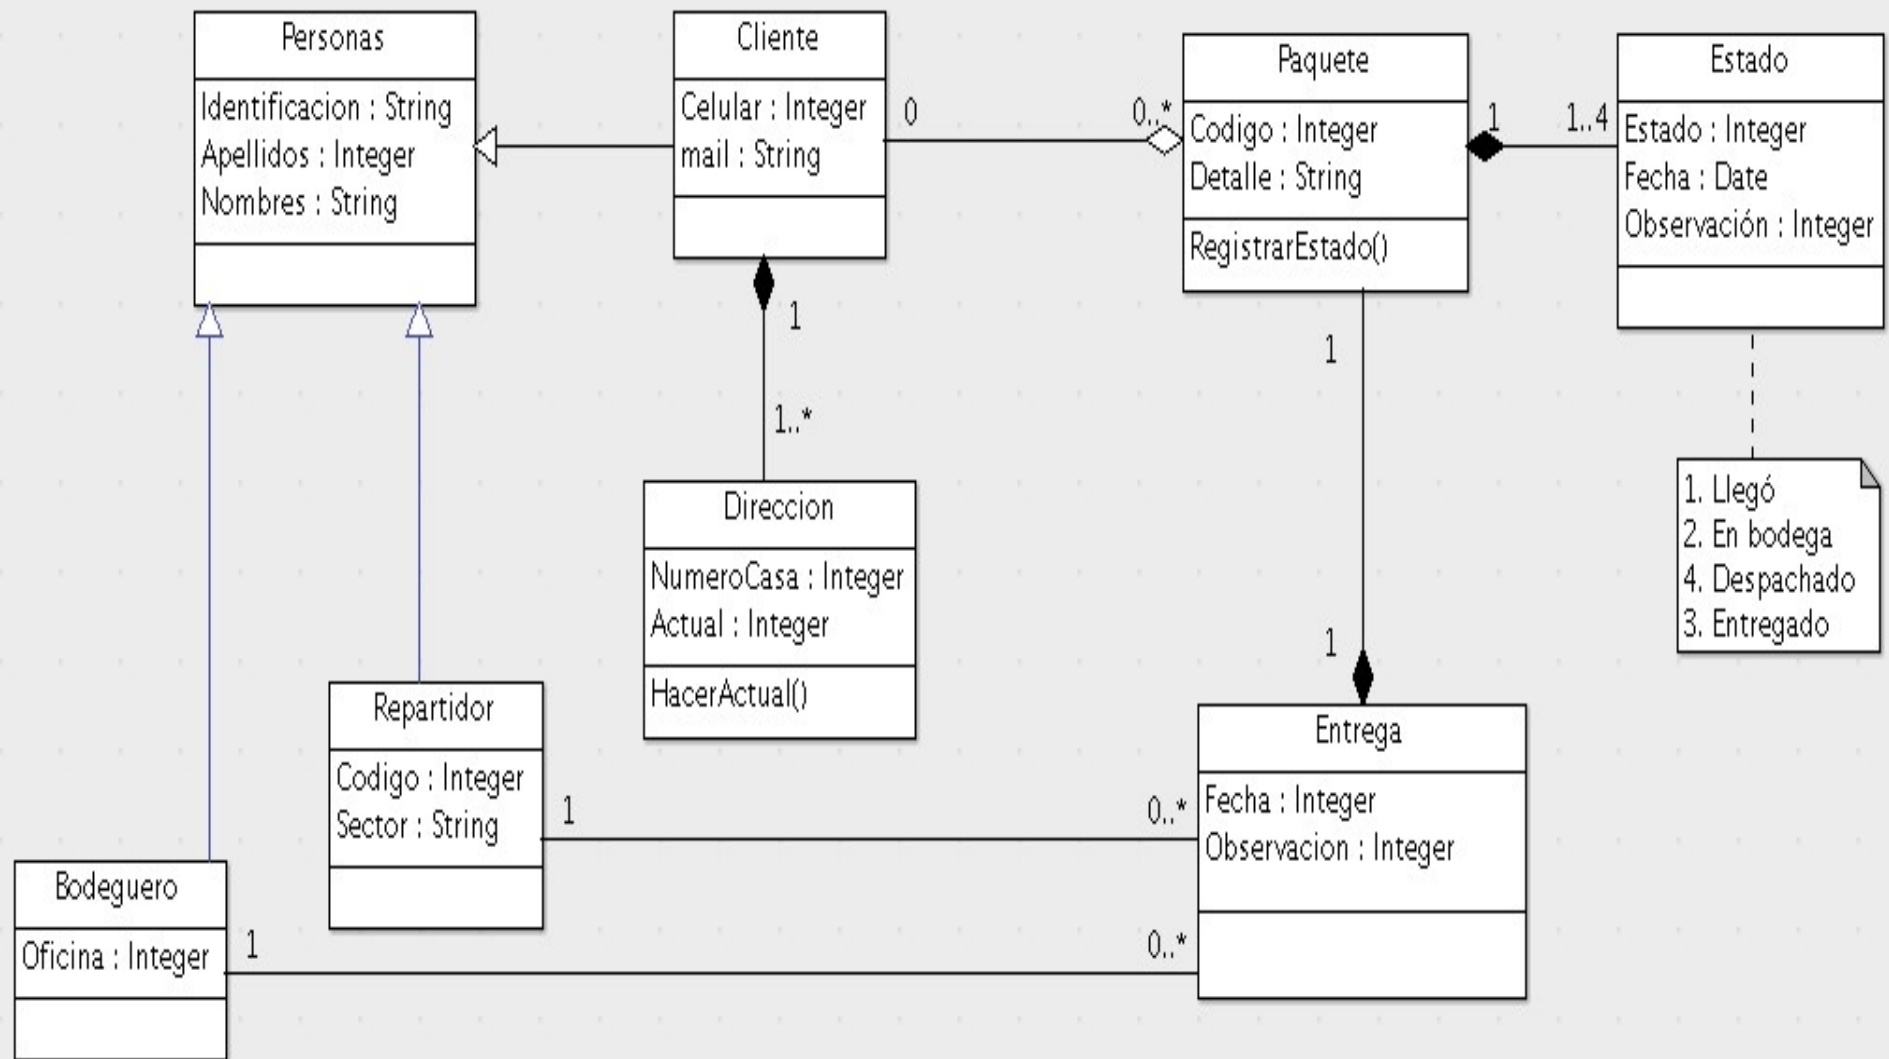 Personas
Identificacion : String
Apellidos : Integer
Nombres : String
Cliente
Celular : Integer
mail : String
0
0..*
Paquete
Codigo : Integer
Detalle : String
RegistrarEstado()
1
1..4
Estado
Estado : Integer
Fecha : Date
Observación : Integer
1
1..*
Direccion
NumeroCasa : Integer
Actual : Integer
HacerActual()
1
1
1. Llegó
2. En bodega
4. Despachado
3. Entregado
Repartidor
Codigo : Integer
Sector : String
1
0..*
Entrega
Fecha : Integer
Observacion : Integer
Bodeguero
Oficina : Integer
1
0..*